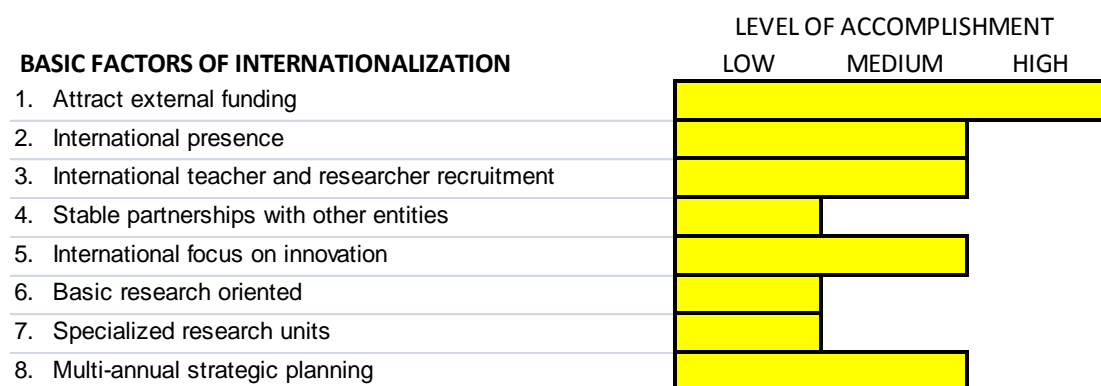 LEVEL OF ACCOMPLISHMENT
BASIC FACTORS OF INTERNATIONALIZATION LOW MEDIUM HIGH
1. Attract external funding
2. International presence
3. International teacher and researcher recruitment
4. Stable partnerships with other entities
5. International focus on innovation
6. Basic research oriented
7. Specialized research units
8. Multi-annual strategic planning